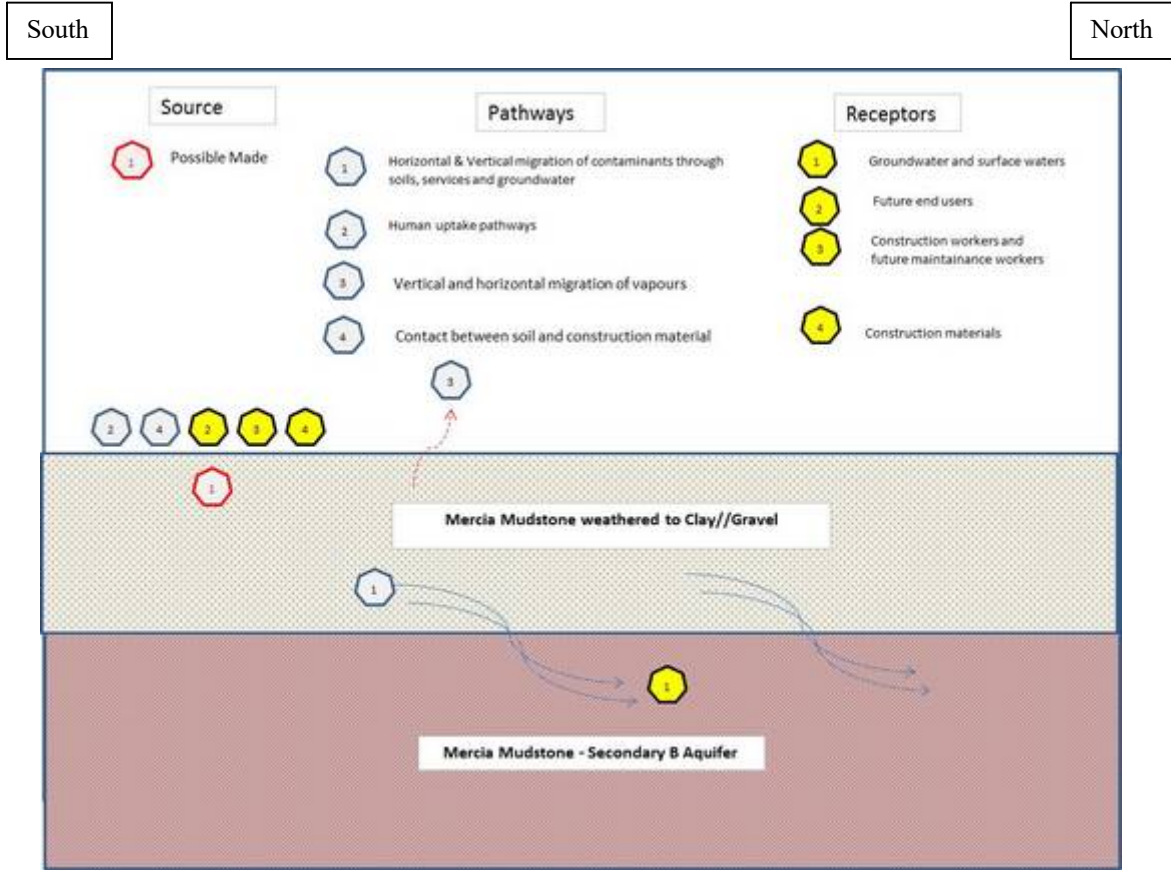 South
North
Source
Pathways
Receptors
1
Possible Made
1
Horizontal & Vertical migration of contaminants through
soils, services and groundwater
2
Human uptake pathways
3
Vertical and horizontal migration of vapours
4
Contact between soil and construction material
1
Groundwater and surface waters
2
Future end users
3
Construction workers and
future maintainance workers
4
Construction materials
3
2 4 2 3 4
1
Mercia Mudstone weathered to Clay//Gravel
1
1
Mercia Mudstone - Secondary B Aquifer